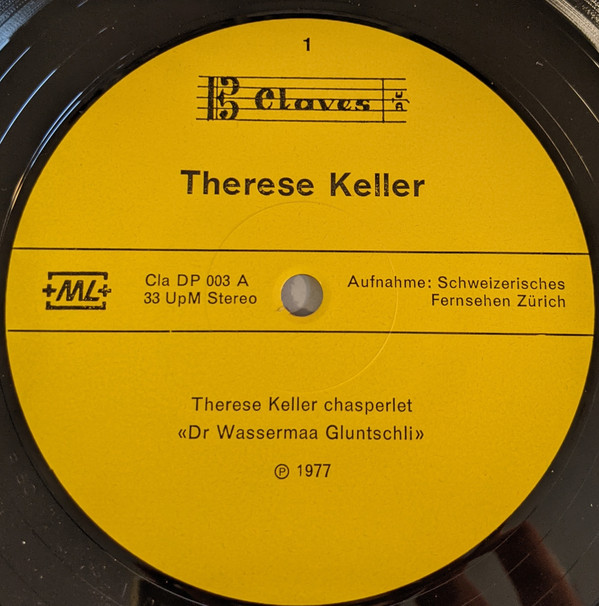 1
Claves
Therese Keller
+ML+
Cla DP 003 A
33 UpM Stereo
Aufnahme: Schweizerisches
Fernsehen Zürich
Therese Keller chasperlet
«Dr Wassermaa Gluntschli»
℗ 1977